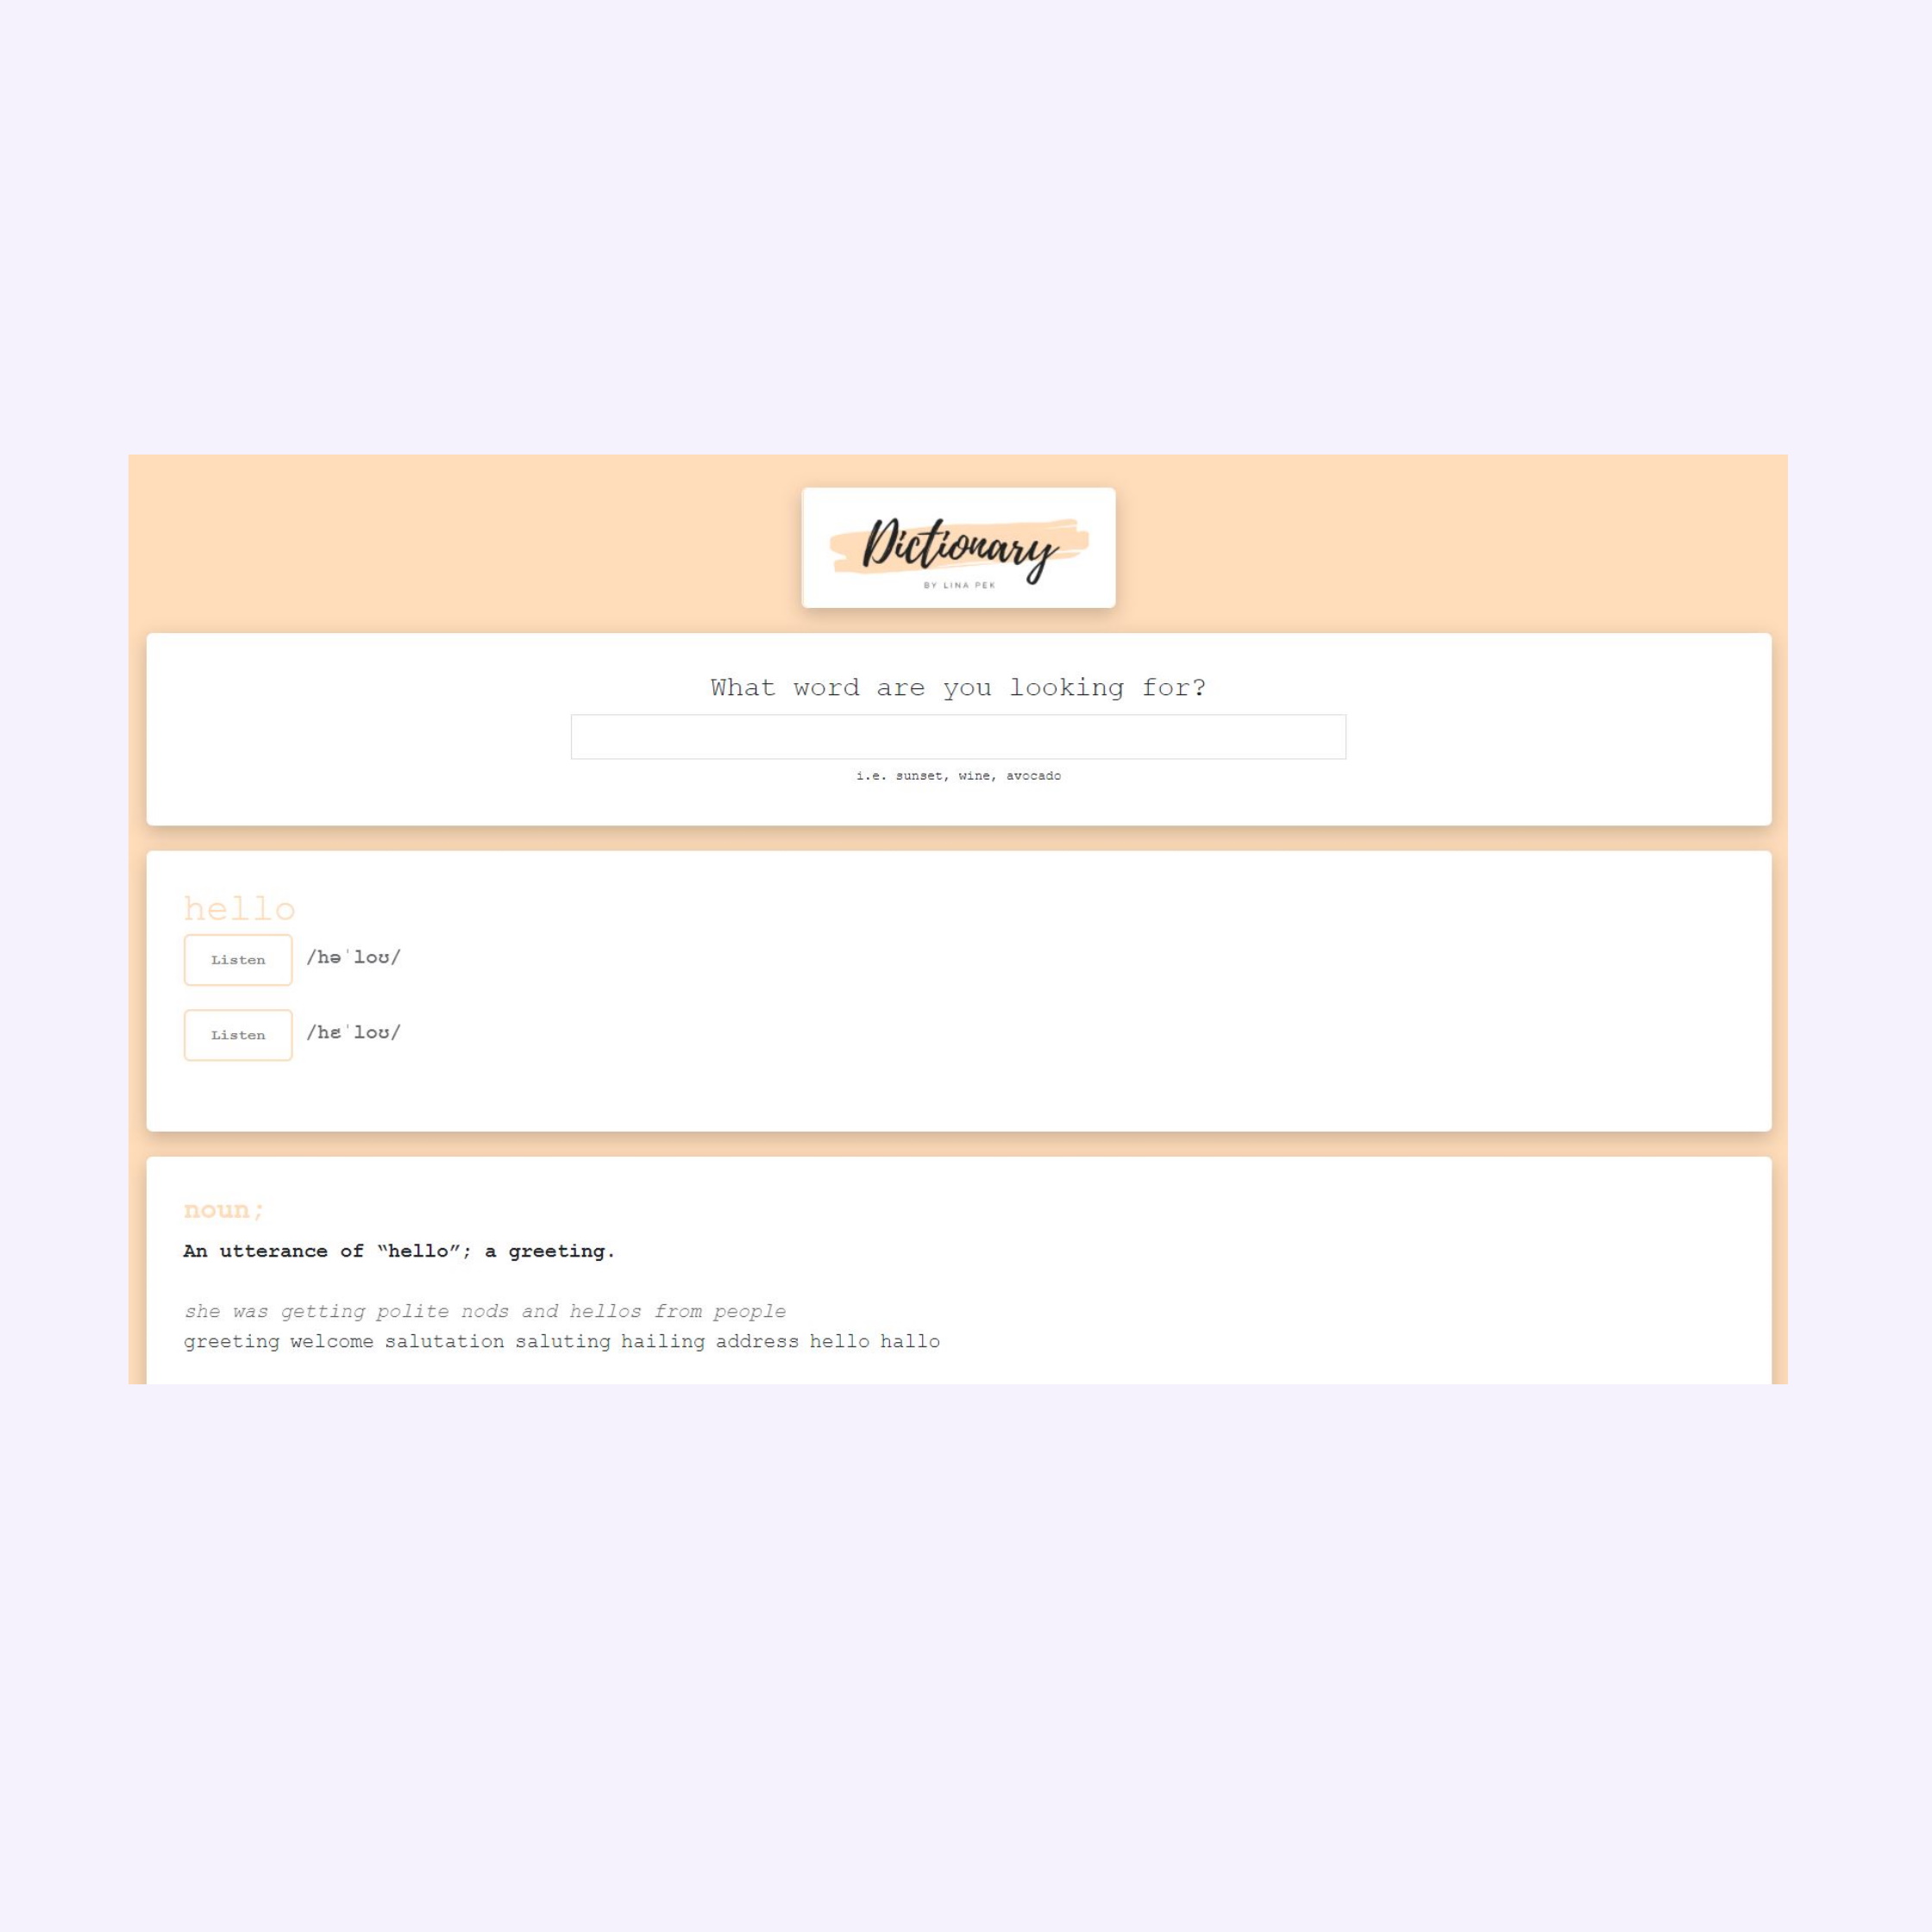 Dictionary
BY LINA PEK
What word are you looking for?
i.e. sunset, wine, avocado
hello
Listen /həˈloʊ/
Listen /hɛˈloʊ/
noun;
An utterance of “hello”; a greeting.
she was getting polite nods and hellos from people
greeting welcome salutation saluting hailing address hello hallo